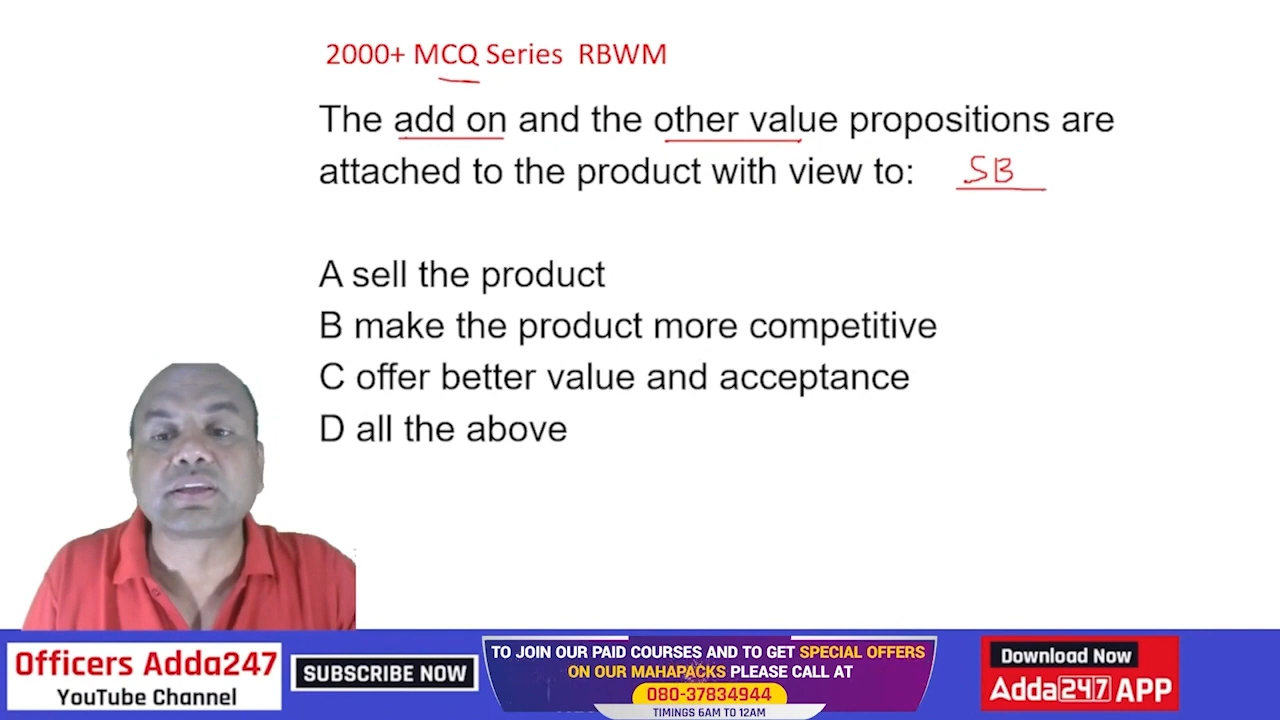 2000+ MCQ Series RBWM
The add on and the other value propositions are
attached to the product with view to: SB
A sell the product
B make the product more competitive
C offer better value and acceptance
D all the above
Officers Adda247
YouTube Channel
SUBSCRIBE NOW
TO JOIN OUR PAID COURSES AND TO GET SPECIAL OFFERS
ON OUR MAHAPACKS PLEASE CALL AT
080-37834944
TIMINGS 6AM TO 12AM
Download Now
Adda247 APP